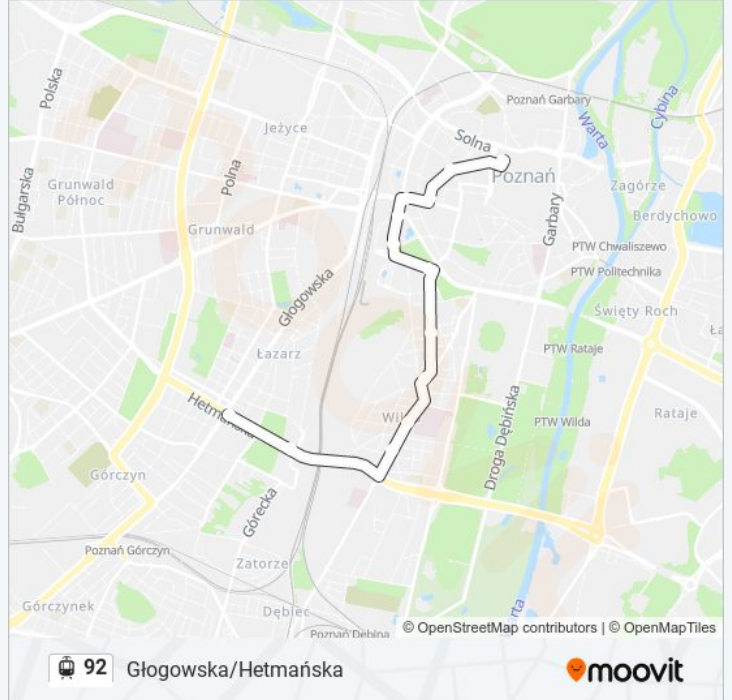 Polska
Poznań Garbary
Cybina
Warta
Jeżyce
Solna
Poznań
Polna
Bułgarska
Grunwald
Północ
Zagórze
Garbary
Berdychowo
Grunwald
PTW Chwaliszewo
PTW Politechnika
Głogowska
Święty Roch
Łazarz
PTW Rataje
Hetmańska
Droga Dębińska
PTW Wilda
Rataje
Górczyn
Górecka
Poznań Górczyn
Zatorze
Górczynek
Dębiec
Poznań Dębina
© OpenStreetMap contributors | © OpenMapTiles
92 Głogowska/Hetmańska
moovit